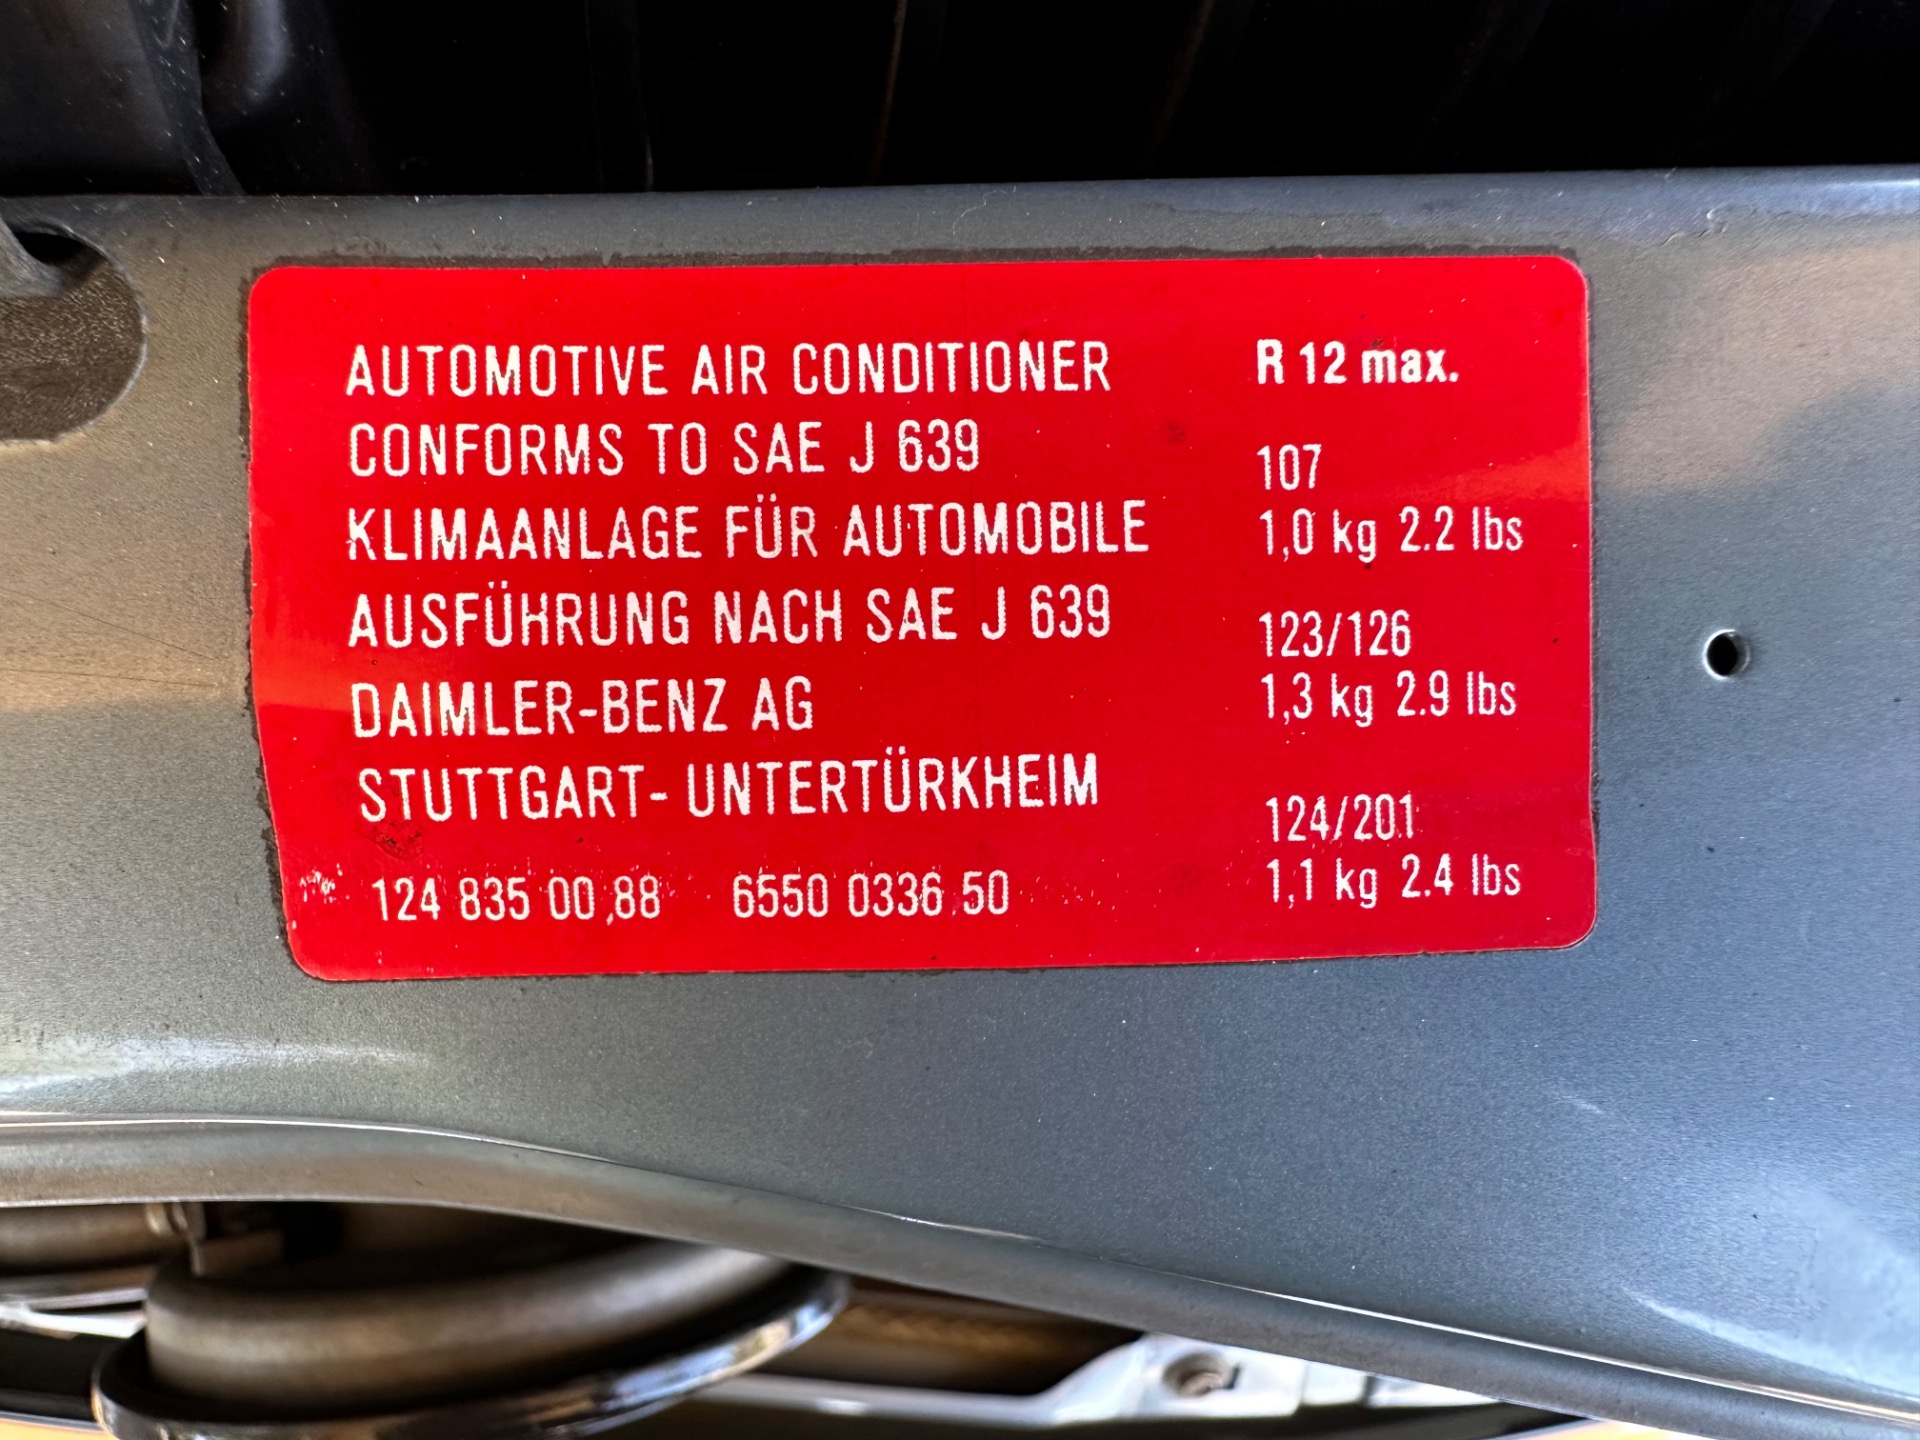 AUTOMOTIVE AIR CONDITIONER
CONFORMS TO SAE J 639
KLIMAANLAGE FÜR AUTOMOBILE
AUSFÜHRUNG NACH SAE J 639
DAIMLER-BENZ AG
STUTTGART- UNTERTÜRKHEIM
124 835 00 88 6550 0336 50
R 12 max.
107
1,0 kg 2.2 lbs
123/126
1,3 kg 2.9 lbs
124/201
1,1 kg 2.4 lbs